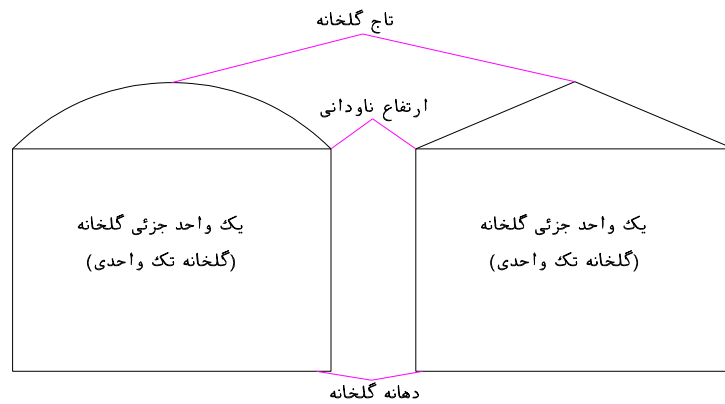 تاج گلخانه
ارتفاع ناودانی
یک واحد جزئی گلخانه
(گلخانه تک واحدی)
یک واحد جزئی گلخانه
(گلخانه تک واحدی)
دهانه گلخانه